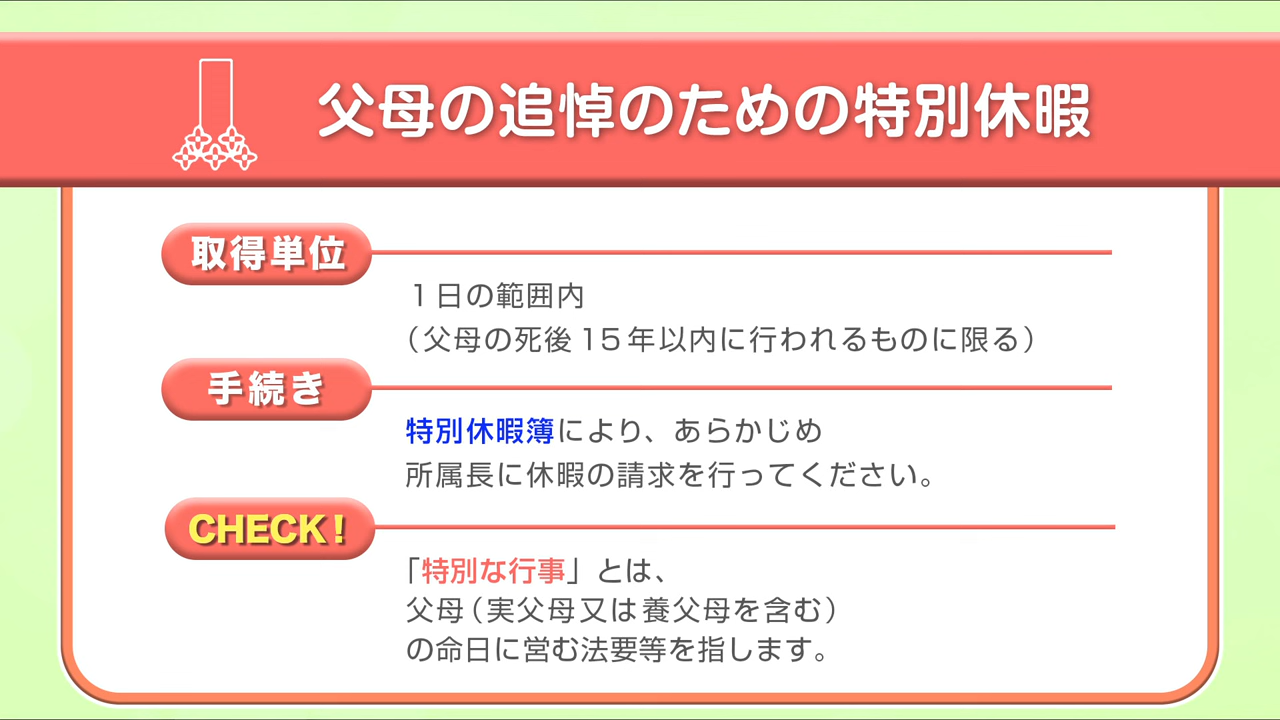 父母の追悼のための特別休暇
取得単位
１日の範囲内
（父母の死後15年以内に行われるものに限る）
手続き
特別休暇簿により、あらかじめ
所属長に休暇の請求を行ってください。
CHECK！
「特別な行事」とは、
父母（実父母又は養父母を含む）
の命日に営む法要等を指します。